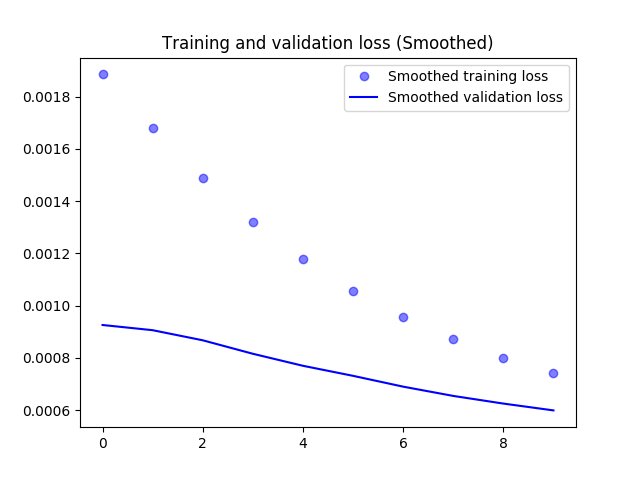 Training and validation loss (Smoothed)
Smoothed training loss
Smoothed validation loss
0.0018
0.0016
0.0014
0.0012
0.0010
0.0008
0.0006
0 2 4 6 8